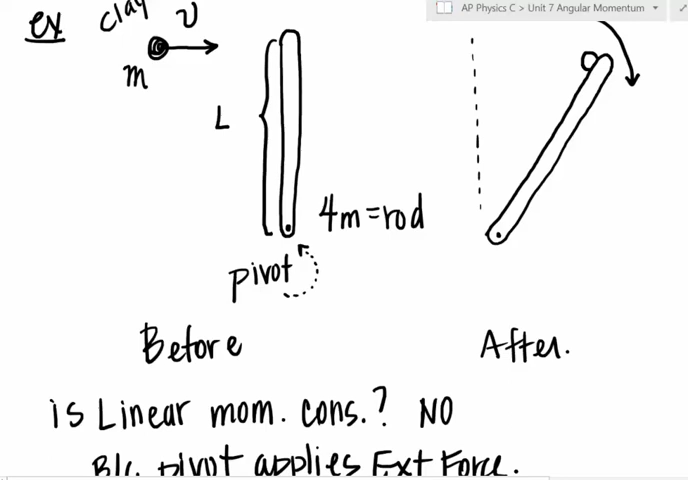 ex clay v
AP Physics C > Unit 7 Angular Momentum
m
L
4m=rod
pivot
Before
After.
is Linear mom. cons.? NO
B/c pivot applies Ext Force.